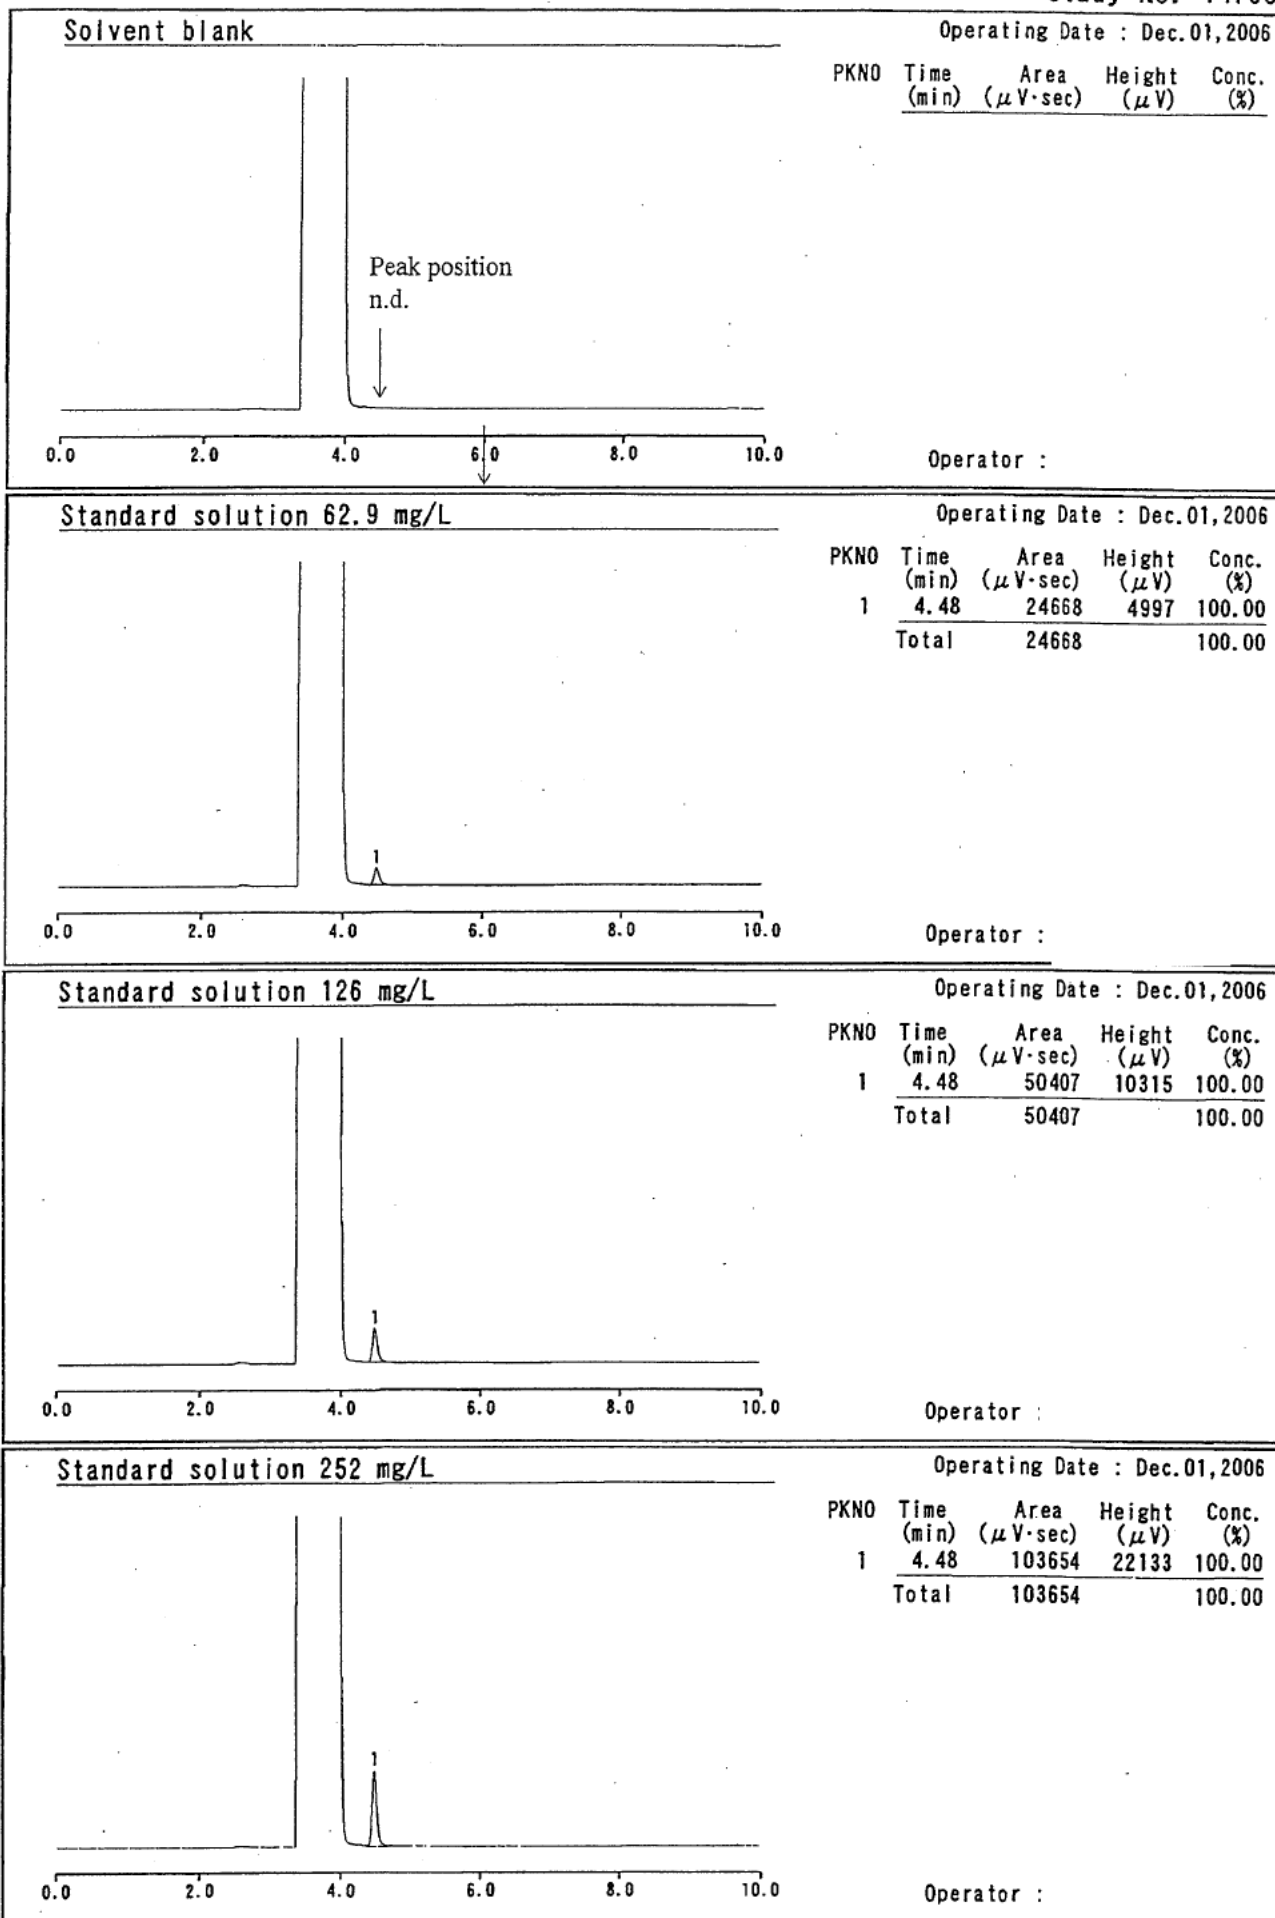 Solvent blank
Operating Date : Dec.01,2006
PKNO Time Area Height Conc.
(min) (μV·sec) (μV) (%)
Peak position
n.d.
0.0 2.0 4.0 6.0 8.0 10.0
Operator :
Standard solution 62.9 mg/L
Operating Date : Dec.01,2006
PKNO Time Area Height Conc.
(min) (μV·sec) (μV) (%)
1 4.48 24668 4997 100.00
Total 24668 100.00
1
0.0 2.0 4.0 6.0 8.0 10.0
Operator :
Standard solution 126 mg/L
Operating Date : Dec.01,2006
PKNO Time Area Height Conc.
(min) (μV·sec) (μV) (%)
1 4.48 50407 10315 100.00
Total 50407 100.00
1
0.0 2.0 4.0 6.0 8.0 10.0
Operator :
Standard solution 252 mg/L
Operating Date : Dec.01,2006
PKNO Time Area Height Conc.
(min) (μV·sec) (μV) (%)
1 4.48 103654 22133 100.00
Total 103654 100.00
1
0.0 2.0 4.0 6.0 8.0 10.0
Operator :